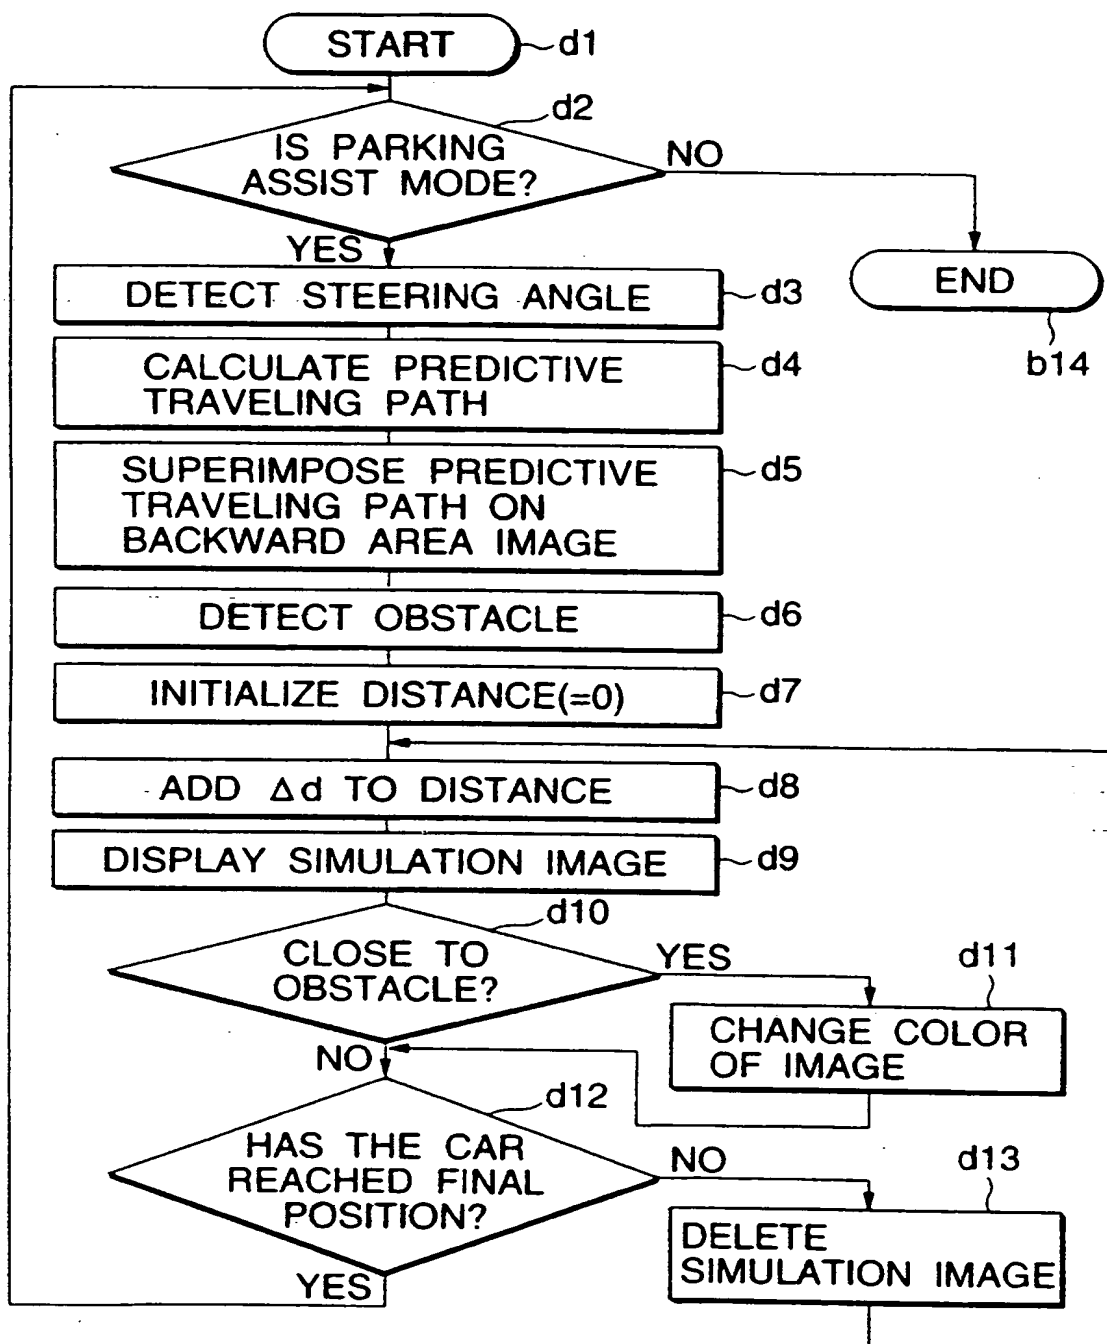 START
d1
d2
IS PARKING
ASSIST MODE?
NO
YES
END
b14
DETECT STEERING ANGLE
d3
CALCULATE PREDICTIVE
TRAVELING PATH
d4
SUPERIMPOSE PREDICTIVE
TRAVELING PATH ON
BACKWARD AREA IMAGE
d5
DETECT OBSTACLE
d6
INITIALIZE DISTANCE(=0)
d7
ADD Δd TO DISTANCE
d8
DISPLAY SIMULATION IMAGE
d9
d10
CLOSE TO
OBSTACLE?
YES
d11
CHANGE COLOR
OF IMAGE
NO
d12
HAS THE CAR
REACHED FINAL
POSITION?
NO
d13
DELETE
SIMULATION IMAGE
YES